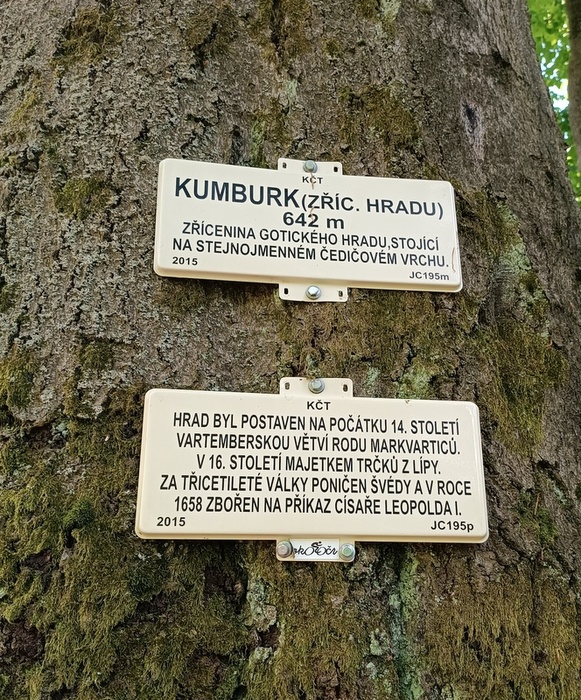 KČT
KUMBURK (ZŘÍC. HRADU)
642 m
ZŘÍCENINA GOTICKÉHO HRADU,STOJÍCÍ
NA STEJNOJMENNÉM ČEDIČOVÉM VRCHU.
2015 JC195m
KČT
HRAD BYL POSTAVEN NA POČÁTKU 14. STOLETÍ
VARTEMBERSKOU VĚTVÍ RODU MARKVARTICŮ.
V 16. STOLETÍ MAJETKEM TRČKŮ Z LÍPY.
ZA TŘICETILETÉ VÁLKY PONIČEN ŠVÉDY A V ROCE
1658 ZBOŘEN NA PŘÍKAZ CÍSAŘE LEOPOLDA I.
2015 JC195p